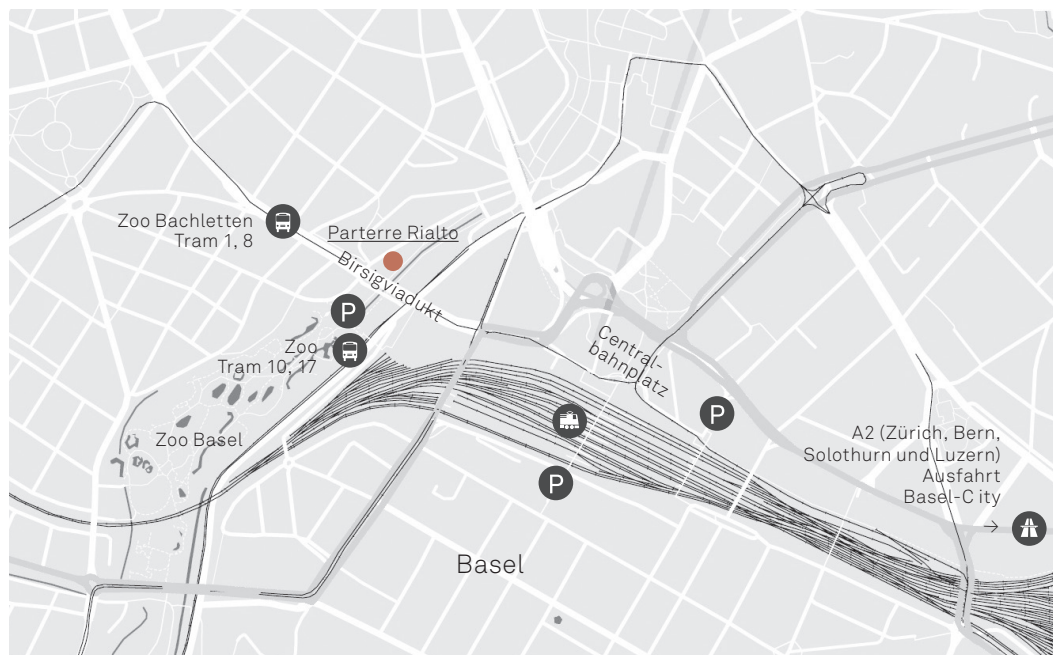 Zoo Bachletten
Tram 1, 8
Parterre Rialto
Birsigviadukt
P
Zoo
Tram 10, 17
Central-
bahnplatz
P
Zoo Basel
A2 (Zürich, Bern,
Solothurn und Luzern)
Ausfahrt
Basel-C ity
→
P
Basel